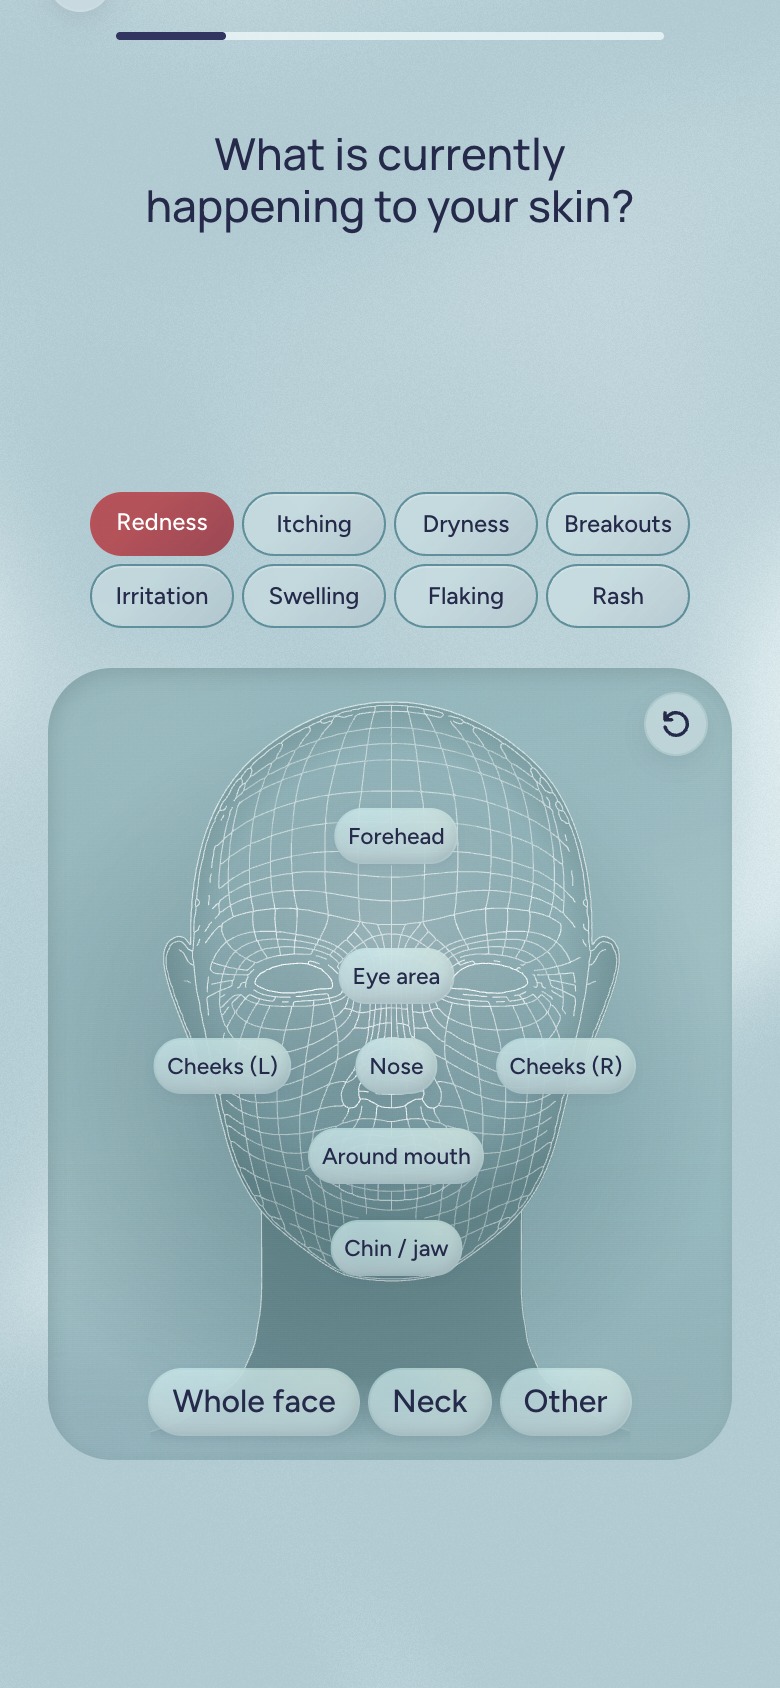 What is currently
happening to your skin?
Redness Itching Dryness Breakouts
Irritation Swelling Flaking Rash
Forehead
Eye area
Cheeks (L) Nose Cheeks (R)
Around mouth
Chin / jaw
Whole face Neck Other